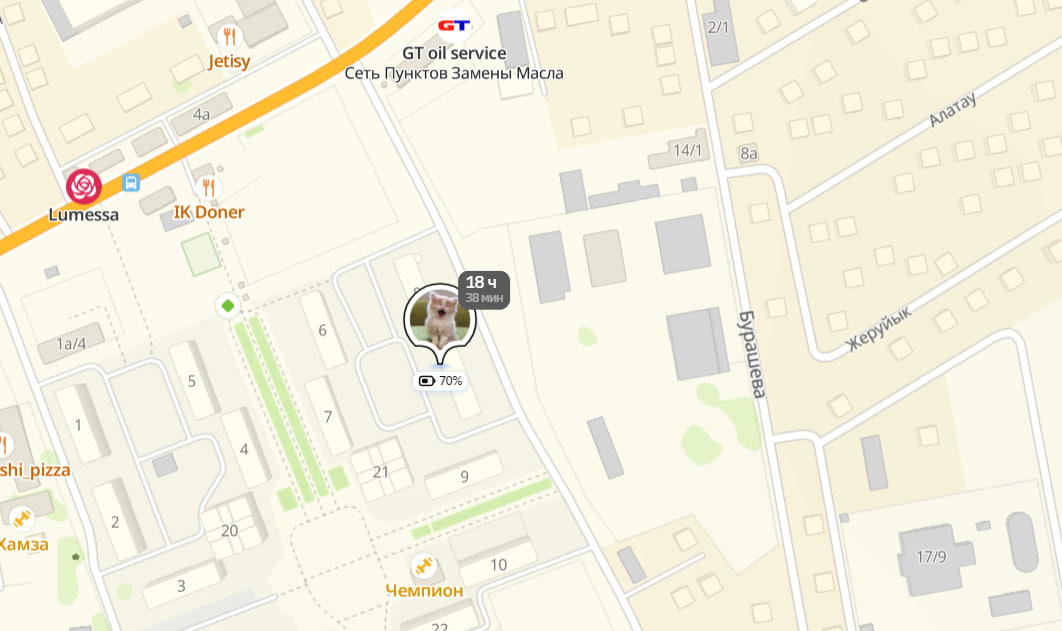 GT
GT oil service
Сеть Пунктов Замены Масла
2/1
Jetisy
4а
Алатау
14/1
8а
Lumessa
IK Doner
18 ч
38 мин
6
1а/4
Бурашева
Жеруйык
5
70%
1
7
4
shi_pizza
21
9
2
20
Хамза
17/9
10
3
Чемпион
22